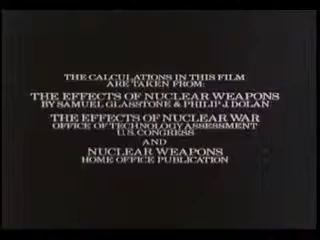 THE CALCULATIONS IN THIS FILM
ARE TAKEN FROM:
THE EFFECTS OF NUCLEAR WEAPONS
BY SAMUEL GLASSTONE & PHILIP J. DOLAN
THE EFFECTS OF NUCLEAR WAR
OFFICE OF TECHNOLOGY ASSESSMENT
U.S. CONGRESS
AND
NUCLEAR WEAPONS
HOME OFFICE PUBLICATION